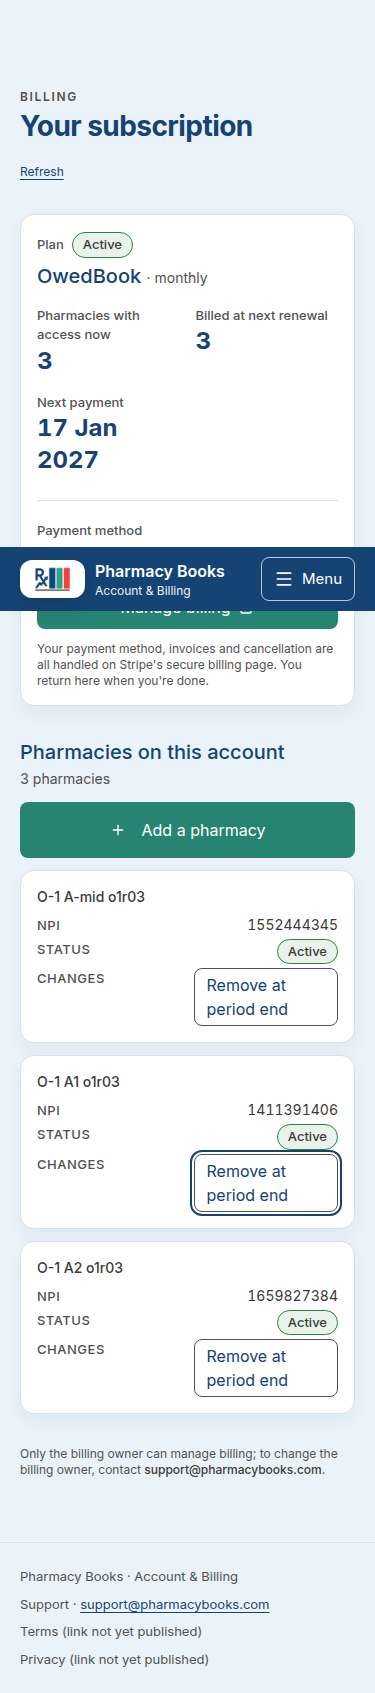 BILLING
Your subscription
Refresh
Plan Active
OwedBook · monthly
Pharmacies with
access now
3
Billed at next renewal
3
Next payment
17 Jan
2027
Payment method
Pharmacy Books
Account & Billing
Menu
Manage billing
Your payment method, invoices and cancellation are
all handled on Stripe's secure billing page. You
return here when you're done.
Pharmacies on this account
3 pharmacies
+ Add a pharmacy
O-1 A-mid o1r03
NPI 1552444345
STATUS Active
CHANGES Remove at
period end
O-1 A1 o1r03
NPI 1411391406
STATUS Active
CHANGES Remove at
period end
O-1 A2 o1r03
NPI 1659827384
STATUS Active
CHANGES Remove at
period end
Only the billing owner can manage billing; to change the
billing owner, contact support@pharmacybooks.com.
Pharmacy Books · Account & Billing
Support · support@pharmacybooks.com
Terms (link not yet published)
Privacy (link not yet published)